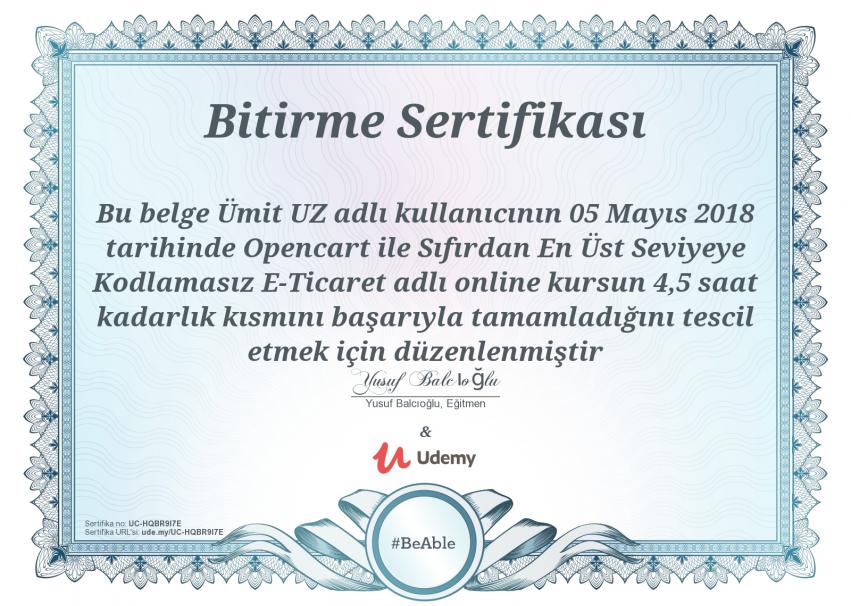 Bitirme Sertifikası
Bu belge Ümit UZ adlı kullanıcının 05 Mayıs 2018
tarihinde Opencart ile Sıfırdan En Üst Seviyeye
Kodlamasız E-Ticaret adlı online kursun 4,5 saat
kadarlık kısmını başarıyla tamamladığını tescil
etmek için düzenlenmiştir
Yusuf Balcıoğlu
Yusuf Balcıoğlu, Eğitmen
&
Udemy
Sertifika no: UC-HQBR9I7E
Sertifika URL'si: ude.my/UC-HQBR9I7E
#BeAble